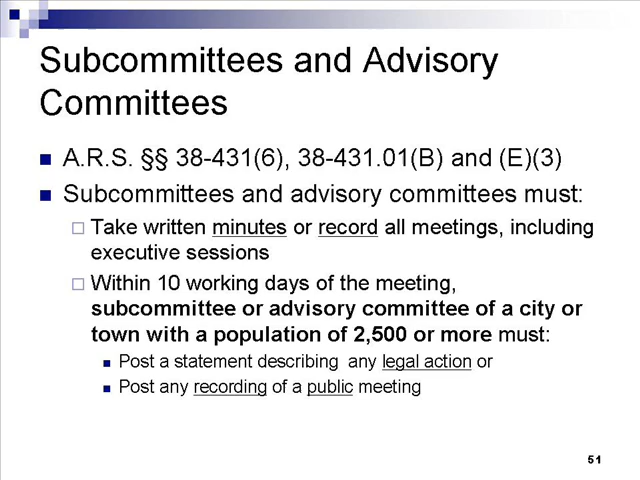 Subcommittees and Advisory
Committees
A.R.S. §§ 38-431(6), 38-431.01(B) and (E)(3)
Subcommittees and advisory committees must:
Take written minutes or record all meetings, including
executive sessions
Within 10 working days of the meeting,
subcommittee or advisory committee of a city or
town with a population of 2,500 or more must:
Post a statement describing any legal action or
Post any recording of a public meeting
51